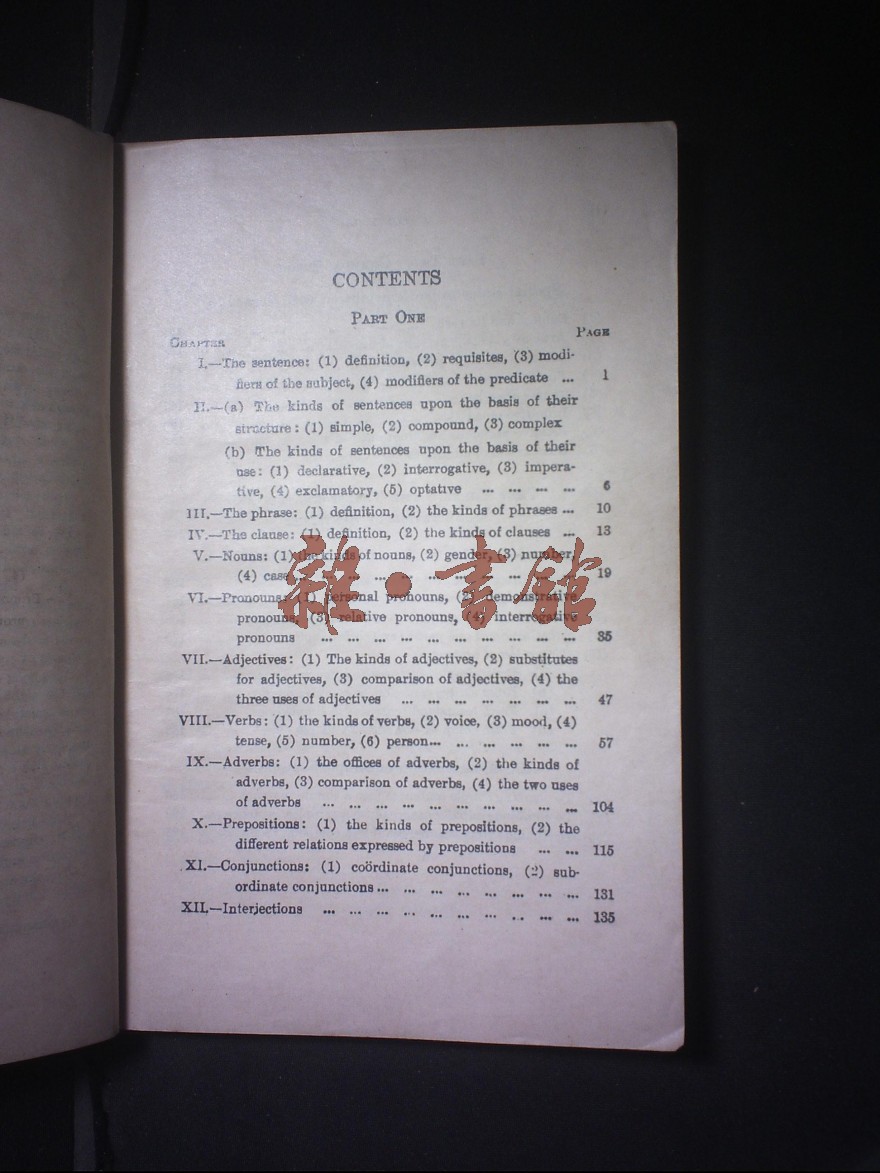 CONTENTS
PART ONE
CHAPTER PAGE
I.—The sentence: (1) definition, (2) requisites, (3) modi-
fiers of the subject, (4) modifiers of the predicate ... 1
II.—(a) The kinds of sentences upon the basis of their
structure: (1) simple, (2) compound, (3) complex
(b) The kinds of sentences upon the basis of their
use: (1) declarative, (2) interrogative, (3) impera-
tive, (4) exclamatory, (5) optative ... ... ... ... 6
III.—The phrase: (1) definition, (2) the kinds of phrases ... 10
IV.—The clause: (1) definition, (2) the kinds of clauses ... 13
V.—Nouns: (1) the kinds of nouns, (2) gender, (3) number,
(4) case ... ... ... ... ... ... ... ... ... ... 19
VI.—Pronouns: (1) personal pronouns, (2) demonstrative
pronouns, (3) relative pronouns, (4) interrogative
pronouns ... ... ... ... ... ... ... ... ... ... 35
VII.—Adjectives: (1) The kinds of adjectives, (2) substitutes
for adjectives, (3) comparison of adjectives, (4) the
three uses of adjectives ... ... ... ... ... ... ... 47
VIII.—Verbs: (1) the kinds of verbs, (2) voice, (3) mood, (4)
tense, (5) number, (6) person... ... ... ... ... ... 57
IX.—Adverbs: (1) the offices of adverbs, (2) the kinds of
adverbs, (3) comparison of adverbs, (4) the two uses
of adverbs ... ... ... ... ... ... ... ... ... ... 104
X.—Prepositions: (1) the kinds of prepositions, (2) the
different relations expressed by prepositions ... ... 115
XI.—Conjunctions: (1) coördinate conjunctions, (2) sub-
ordinate conjunctions... ... ... ... ... ... ... ... 131
XII.—Interjections ... ... ... ... ... ... ... ... ... ... 135
雜·書館